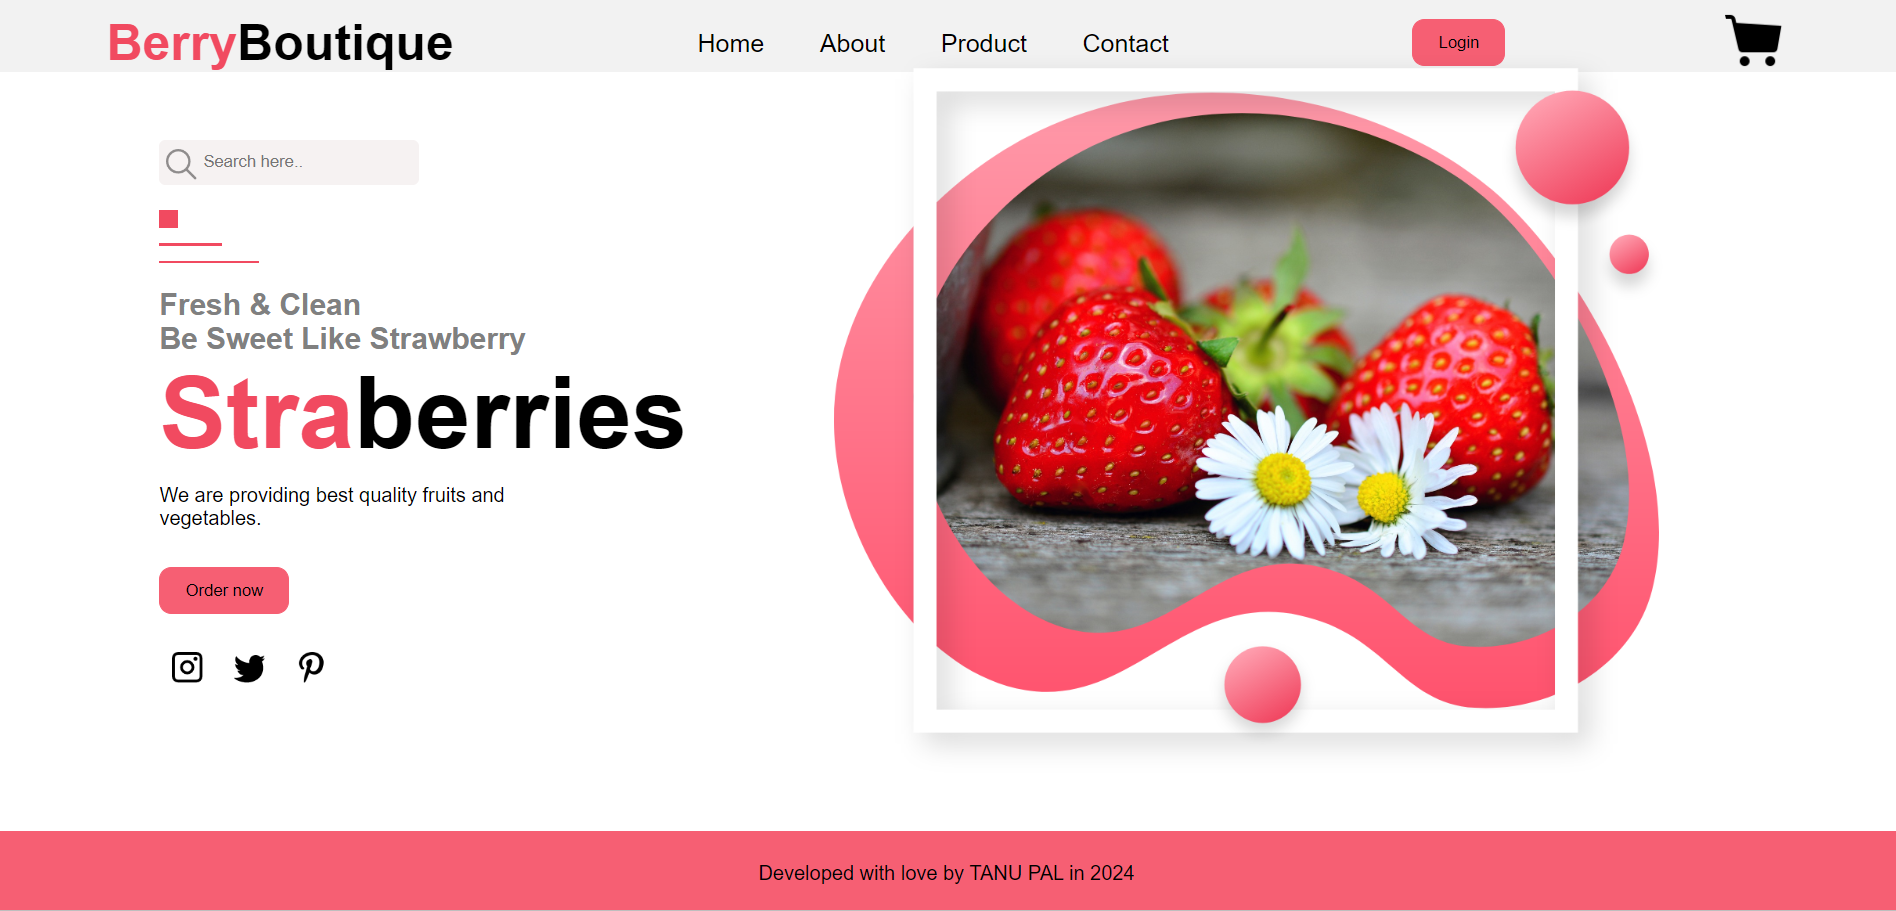 BerryBoutique
Home About Product Contact
Login
Search here..
Fresh & Clean
Be Sweet Like Strawberry
Straberries
We are providing best quality fruits and
vegetables.
Order now
Developed with love by TANU PAL in 2024